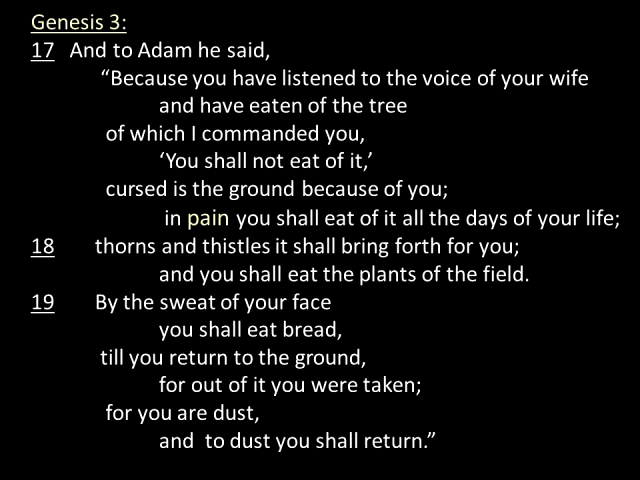 Genesis 3:
17 And to Adam he said,
“Because you have listened to the voice of your wife
and have eaten of the tree
of which I commanded you,
‘You shall not eat of it,’
cursed is the ground because of you;
in pain you shall eat of it all the days of your life;
18 thorns and thistles it shall bring forth for you;
and you shall eat the plants of the field.
19 By the sweat of your face
you shall eat bread,
till you return to the ground,
for out of it you were taken;
for you are dust,
and to dust you shall return.”